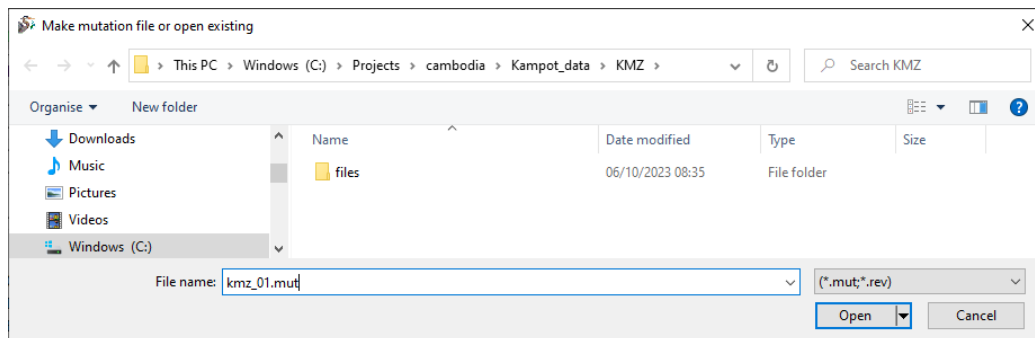 Make mutation file or open existing
This PC > Windows (C:) > Projects > cambodia > Kampot_data > KMZ >
Search KMZ
Organise
New folder
Downloads
Music
Pictures
Videos
Windows (C:)
Name
Date modified
Type
Size
files
06/10/2023 08:35
File folder
File name:
kmz_01.mut
(*.mut;*.rev)
Open
Cancel